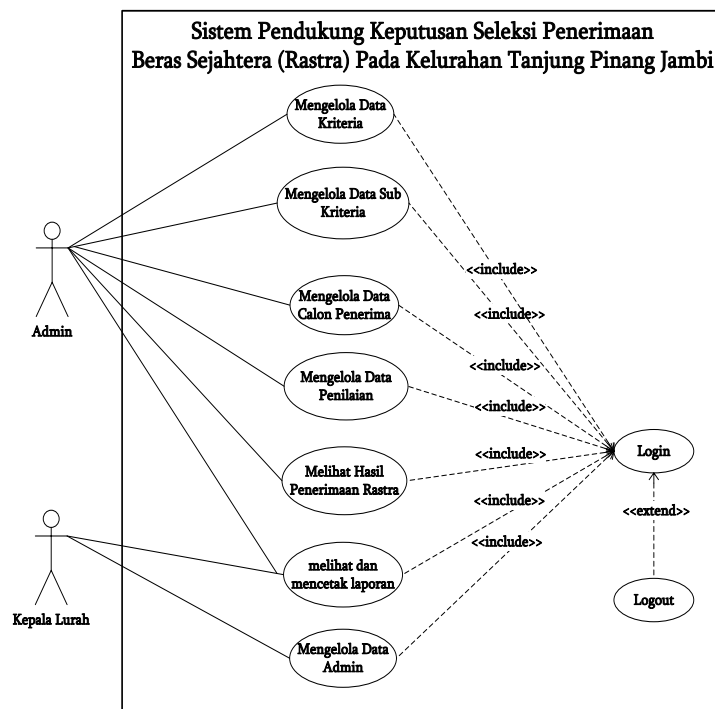 Sistem Pendukung Keputusan Seleksi Penerimaan
Beras Sejahtera (Rastra) Pada Kelurahan Tanjung Pinang Jambi
Mengelola Data
Kriteria
Mengelola Data Sub
Kriteria
<<include>>
Mengelola Data
Calon Penerima
<<include>>
Admin
<<include>>
Mengelola Data
Penilaian
<<include>>
Login
Melihat Hasil
Penerimaan Rastra
<<include>>
<<include>>
<<extend>>
<<include>>
melihat dan
mencetak laporan
Logout
Kepala Lurah
Mengelola Data
Admin